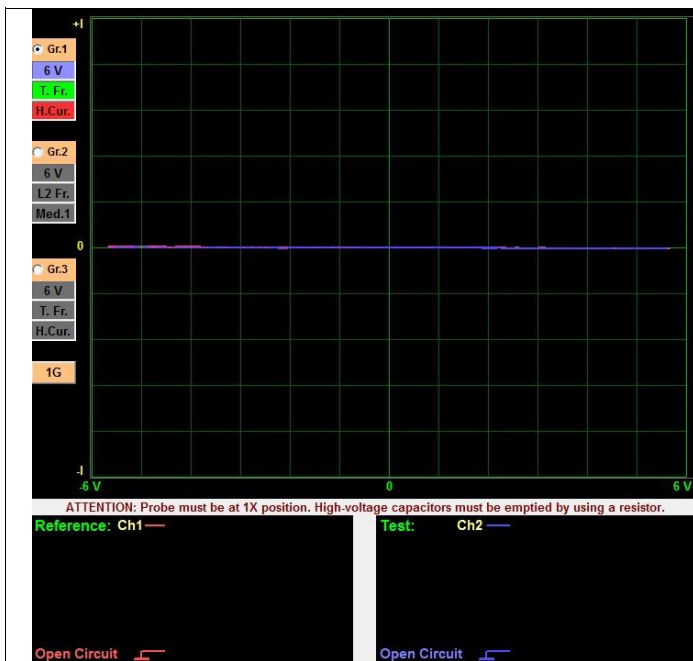 +I
Gr.1
6 V
T. Fr.
H.Cur.
Gr.2
6 V
L2 Fr.
Med.1
0
Gr.3
6 V
T. Fr.
H.Cur.
1G
-I
-6 V 0 6 V
ATTENTION: Probe must be at 1X position. High-voltage capacitors must be emptied by using a resistor.
Reference: Ch1
Test: Ch2
Open Circuit
Open Circuit